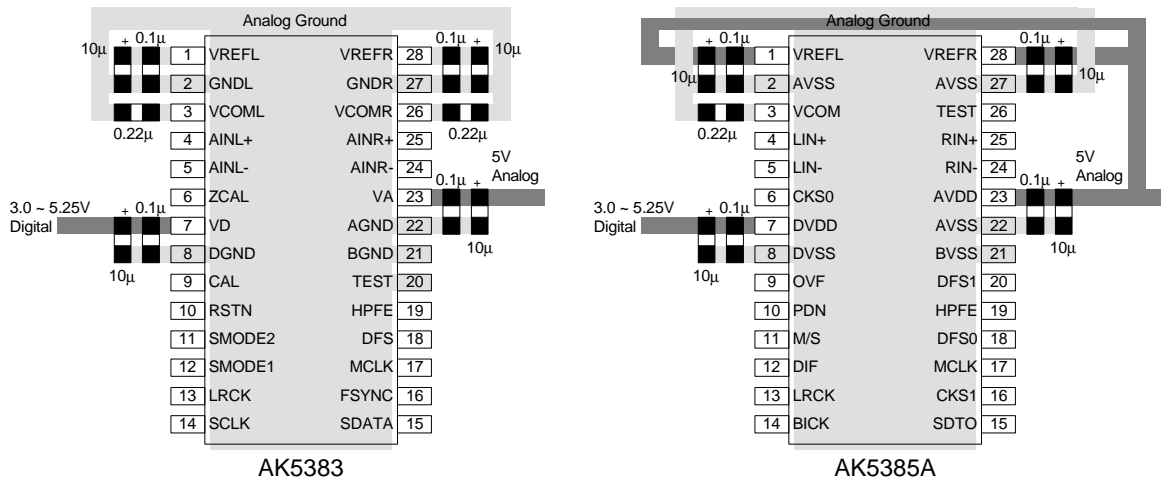 Analog Ground
10µ
+
0.1µ
0.1µ
+
10µ
1 VREFL VREFR 28
2 GNDL GNDR 27
3 VCOML VCOMR 26
0.22µ
0.22µ
4 AINL+ AINR+ 25
5 AINL- AINR- 24
0.1µ
+
5V
Analog
6 ZCAL VA 23
3.0 ~ 5.25V
Digital
+
0.1µ
7 VD AGND 22
10µ
8 DGND BGND 21
10µ
9 CAL TEST 20
10 RSTN HPFE 19
11 SMODE2 DFS 18
12 SMODE1 MCLK 17
13 LRCK FSYNC 16
14 SCLK SDATA 15
AK5383
Analog Ground
+
0.1µ
0.1µ
+
10µ
10µ
1 VREFL VREFR 28
2 AVSS AVSS 27
3 VCOM TEST 26
0.22µ
4 LIN+ RIN+ 25
5 LIN- RIN- 24
0.1µ
+
5V
Analog
6 CKS0 AVDD 23
3.0 ~ 5.25V
Digital
+
0.1µ
7 DVDD AVSS 22
10µ
8 DVSS BVSS 21
10µ
9 OVF DFS1 20
10 PDN HPFE 19
11 M/S DFS0 18
12 DIF MCLK 17
13 LRCK CKS1 16
14 BICK SDTO 15
AK5385A